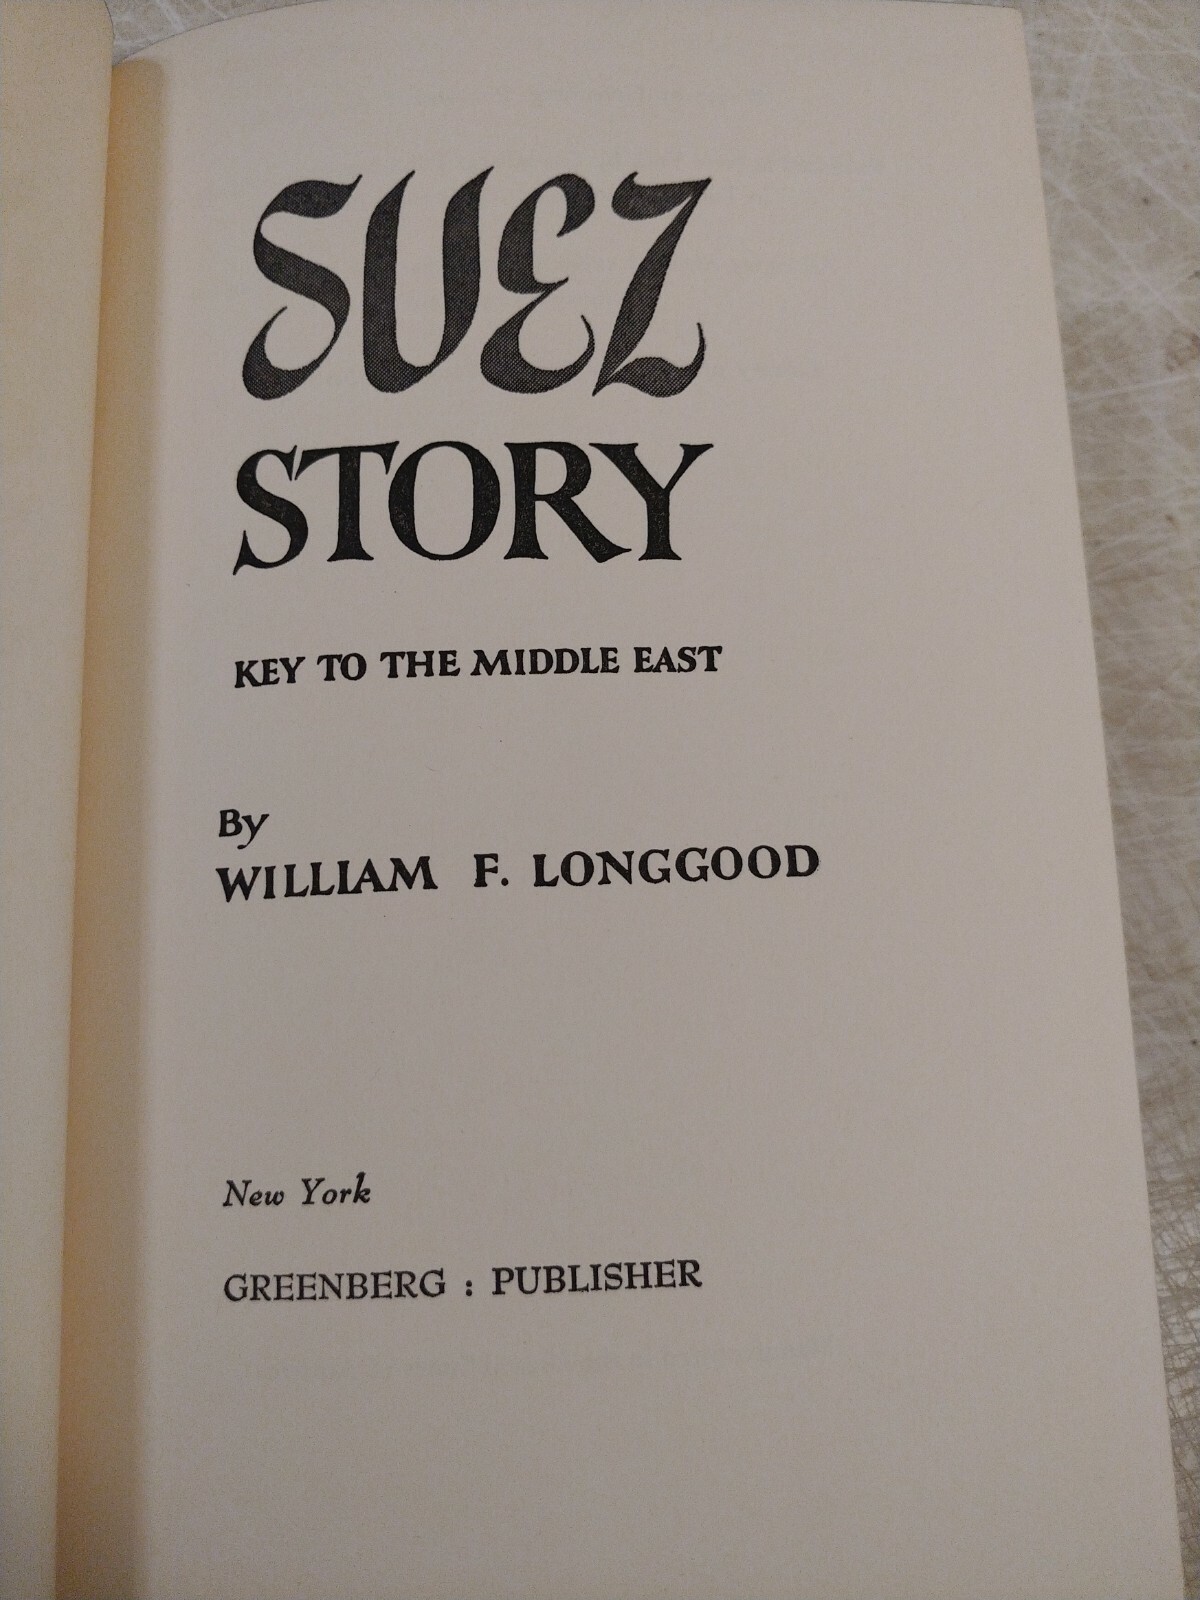 SUEZ
STORY
KEY TO THE MIDDLE EAST
By
WILLIAM F. LONGGOOD
New York
GREENBERG : PUBLISHER